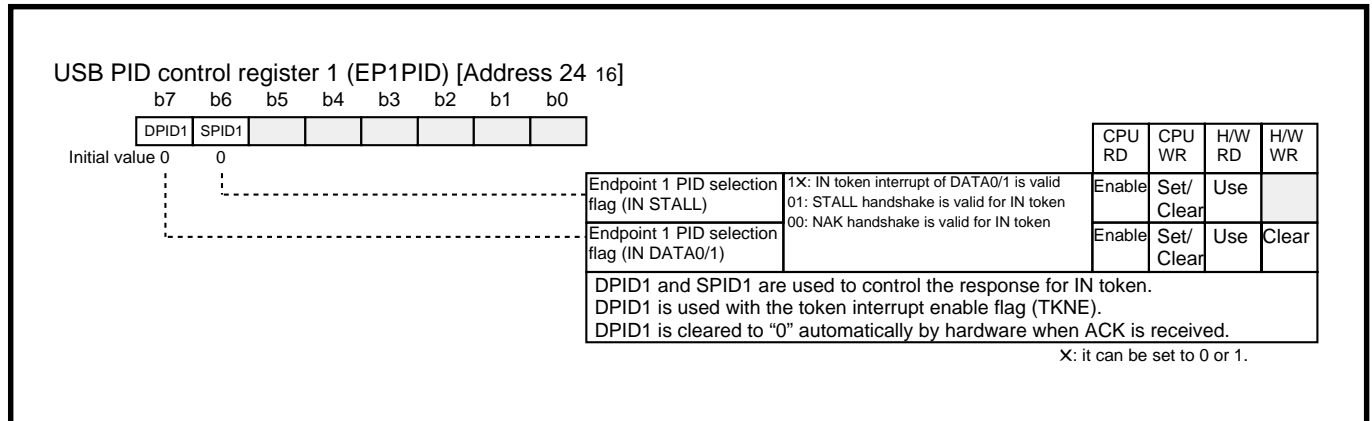 USB PID control register 1 (EP1PID) [Address 24 16]
b7 b6 b5 b4 b3 b2 b1 b0
DPID1 SPID1
Initial value 0 0
CPU RD
CPU WR
H/W RD
H/W WR
Endpoint 1 PID selection
flag (IN STALL)
1X: IN token interrupt of DATA0/1 is valid
01: STALL handshake is valid for IN token
00: NAK handshake is valid for IN token
Enable
Set/
Clear
Use
Endpoint 1 PID selection
flag (IN DATA0/1)
Enable
Set/
Clear
Use
Clear
DPID1 and SPID1 are used to control the response for IN token.
DPID1 is used with the token interrupt enable flag (TKNE).
DPID1 is cleared to “0” automatically by hardware when ACK is received.
X: it can be set to 0 or 1.